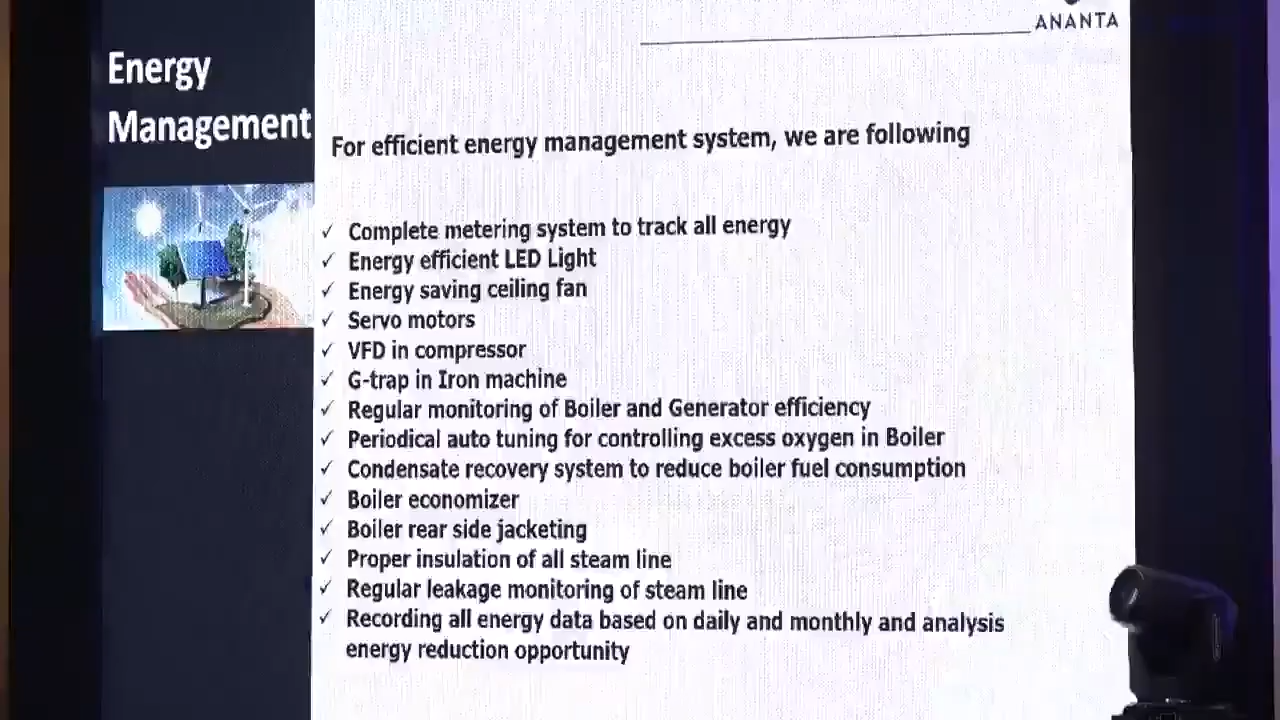 ANANTA
Energy
Management
For efficient energy management system, we are following
✓ Complete metering system to track all energy
✓ Energy efficient LED Light
✓ Energy saving ceiling fan
✓ Servo motors
✓ VFD in compressor
✓ G-trap in Iron machine
✓ Regular monitoring of Boiler and Generator efficiency
✓ Periodical auto tuning for controlling excess oxygen in Boiler
✓ Condensate recovery system to reduce boiler fuel consumption
✓ Boiler economizer
✓ Boiler rear side jacketing
✓ Proper insulation of all steam line
✓ Regular leakage monitoring of steam line
✓ Recording all energy data based on daily and monthly and analysis
energy reduction opportunity